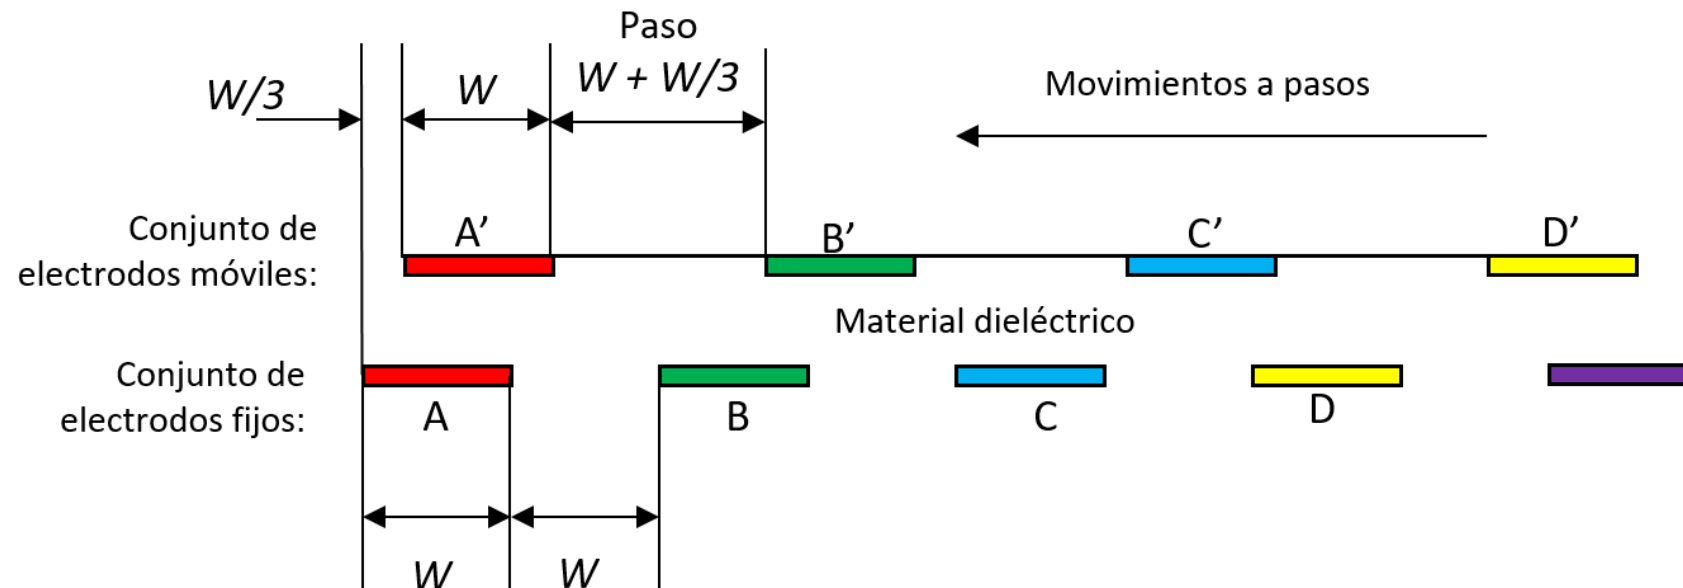 Paso
W/3
W
W + W/3
Movimientos a pasos
Conjunto de
electrodos móviles:
A’
B’
C’
D’
Material dieléctrico
Conjunto de
electrodos fijos:
A
B
C
D
W
W